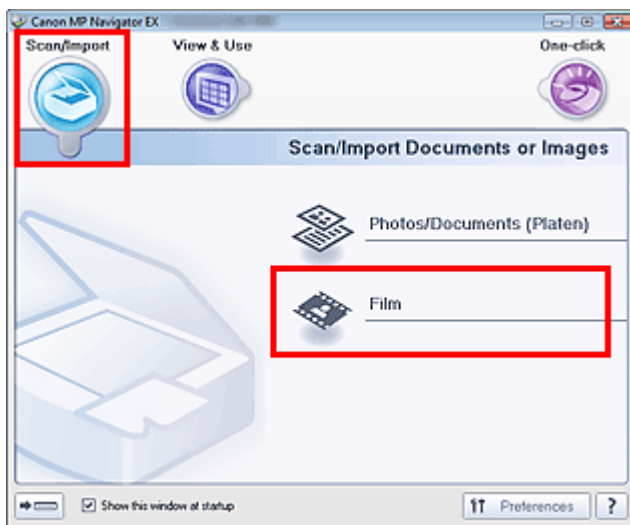 Canon MP Navigator EX
Scan/Import View & Use One-click
Scan/Import Documents or Images
Photos/Documents (Platen)
Film
Show this window at startup Preferences ?